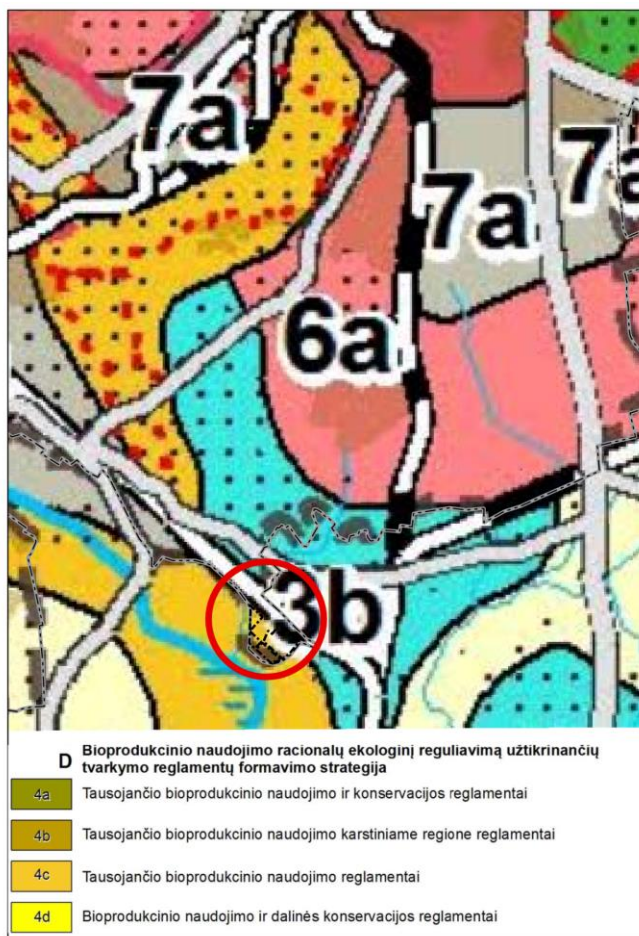 7a
7a
7a
6a
3b
D Bioprodukcinio naudojimo racionalų ekologinį reguliavimą užtikrinančių
tvarkymo reglamentų formavimo strategija
4a Tausojančio bioprodukcinio naudojimo ir konservacijos reglamentai
4b Tausojančio bioprodukcinio naudojimo karstiniame regione reglamentai
4c Tausojančio bioprodukcinio naudojimo reglamentai
4d Bioprodukcinio naudojimo ir dalinės konservacijos reglamentai